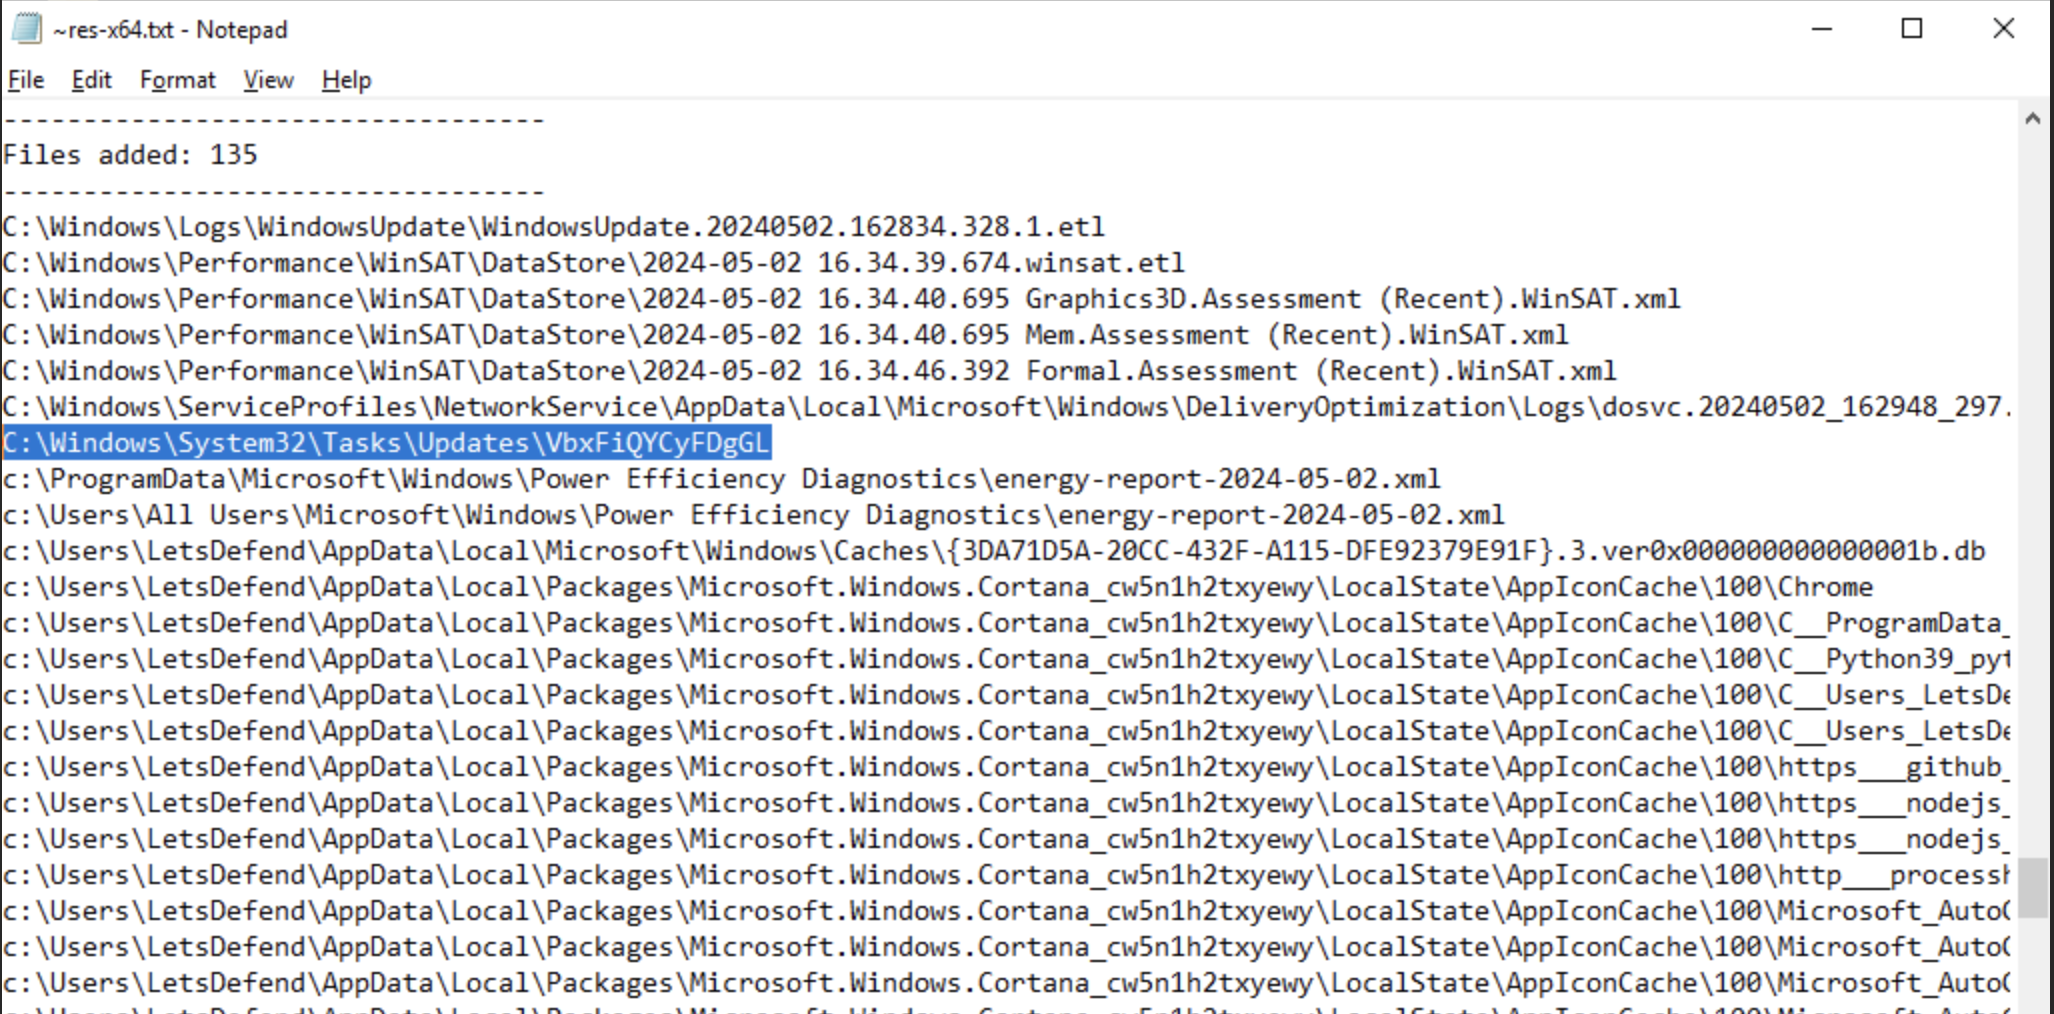 ~res-x64.txt - Notepad
File Edit Format View Help
----------------------------------
Files added: 135
----------------------------------
C:\Windows\Logs\WindowsUpdate\WindowsUpdate.20240502.162834.328.1.etl
C:\Windows\Performance\WinSAT\DataStore\2024-05-02 16.34.39.674.winsat.etl
C:\Windows\Performance\WinSAT\DataStore\2024-05-02 16.34.40.695 Graphics3D.Assessment (Recent).WinSAT.xml
C:\Windows\Performance\WinSAT\DataStore\2024-05-02 16.34.40.695 Mem.Assessment (Recent).WinSAT.xml
C:\Windows\Performance\WinSAT\DataStore\2024-05-02 16.34.46.392 Formal.Assessment (Recent).WinSAT.xml
C:\Windows\ServiceProfiles\NetworkService\AppData\Local\Microsoft\Windows\DeliveryOptimization\Logs\dosvc.20240502_162948_297.
C:\Windows\System32\Tasks\Updates\VbxFiQYCyFDgGL
c:\ProgramData\Microsoft\Windows\Power Efficiency Diagnostics\energy-report-2024-05-02.xml
c:\Users\All Users\Microsoft\Windows\Power Efficiency Diagnostics\energy-report-2024-05-02.xml
c:\Users\LetsDefend\AppData\Local\Microsoft\Windows\Caches\{3DA71D5A-20CC-432F-A115-DFE92379E91F}.3.ver0x000000000000001b.db
c:\Users\LetsDefend\AppData\Local\Packages\Microsoft.Windows.Cortana_cw5n1h2txyewy\LocalState\AppIconCache\100\Chrome
c:\Users\LetsDefend\AppData\Local\Packages\Microsoft.Windows.Cortana_cw5n1h2txyewy\LocalState\AppIconCache\100\C__ProgramData_
c:\Users\LetsDefend\AppData\Local\Packages\Microsoft.Windows.Cortana_cw5n1h2txyewy\LocalState\AppIconCache\100\C__Python39_pyt
c:\Users\LetsDefend\AppData\Local\Packages\Microsoft.Windows.Cortana_cw5n1h2txyewy\LocalState\AppIconCache\100\C__Users_LetsDe
c:\Users\LetsDefend\AppData\Local\Packages\Microsoft.Windows.Cortana_cw5n1h2txyewy\LocalState\AppIconCache\100\C__Users_LetsDe
c:\Users\LetsDefend\AppData\Local\Packages\Microsoft.Windows.Cortana_cw5n1h2txyewy\LocalState\AppIconCache\100\https___github_
c:\Users\LetsDefend\AppData\Local\Packages\Microsoft.Windows.Cortana_cw5n1h2txyewy\LocalState\AppIconCache\100\https___nodejs_
c:\Users\LetsDefend\AppData\Local\Packages\Microsoft.Windows.Cortana_cw5n1h2txyewy\LocalState\AppIconCache\100\https___nodejs_
c:\Users\LetsDefend\AppData\Local\Packages\Microsoft.Windows.Cortana_cw5n1h2txyewy\LocalState\AppIconCache\100\http___processh
c:\Users\LetsDefend\AppData\Local\Packages\Microsoft.Windows.Cortana_cw5n1h2txyewy\LocalState\AppIconCache\100\Microsoft_Auto
c:\Users\LetsDefend\AppData\Local\Packages\Microsoft.Windows.Cortana_cw5n1h2txyewy\LocalState\AppIconCache\100\Microsoft_Auto
c:\Users\LetsDefend\AppData\Local\Packages\Microsoft.Windows.Cortana_cw5n1h2txyewy\LocalState\AppIconCache\100\Microsoft_Auto